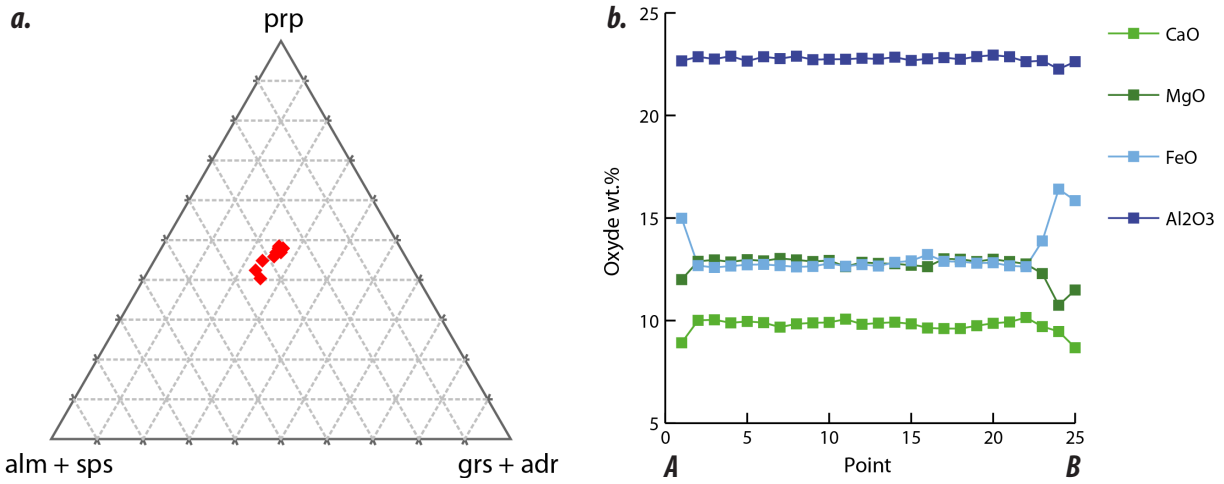 a.
prp
alm + sps
grs + adr
b.
Oxyde wt.%
25
20
15
10
5
0
5
10
15
20
25
A
Point
B
CaO
MgO
FeO
Al2O3